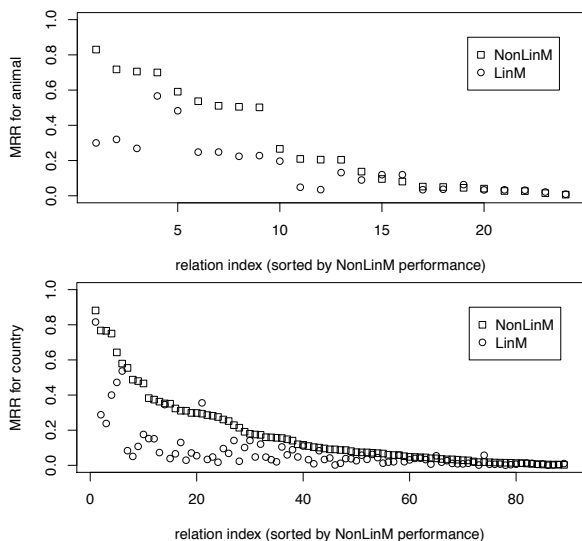 MRR for animal
0.0 0.2 0.4 0.6 0.8 1.0
NonLinM
LinM
5 10 15 20
relation index (sorted by NonLinM performance)
MRR for country
0.0 0.2 0.4 0.6 0.8 1.0
NonLinM
LinM
0 20 40 60 80
relation index (sorted by NonLinM performance)